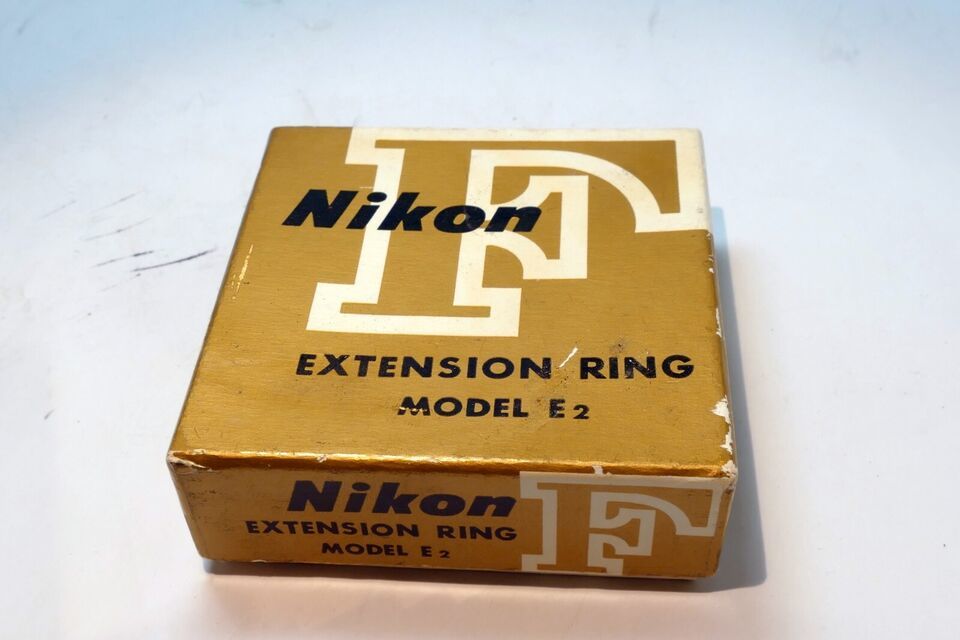 F
Nikon
EXTENSION RING
MODEL E2
Nikon
EXTENSION RING
MODEL E2
F